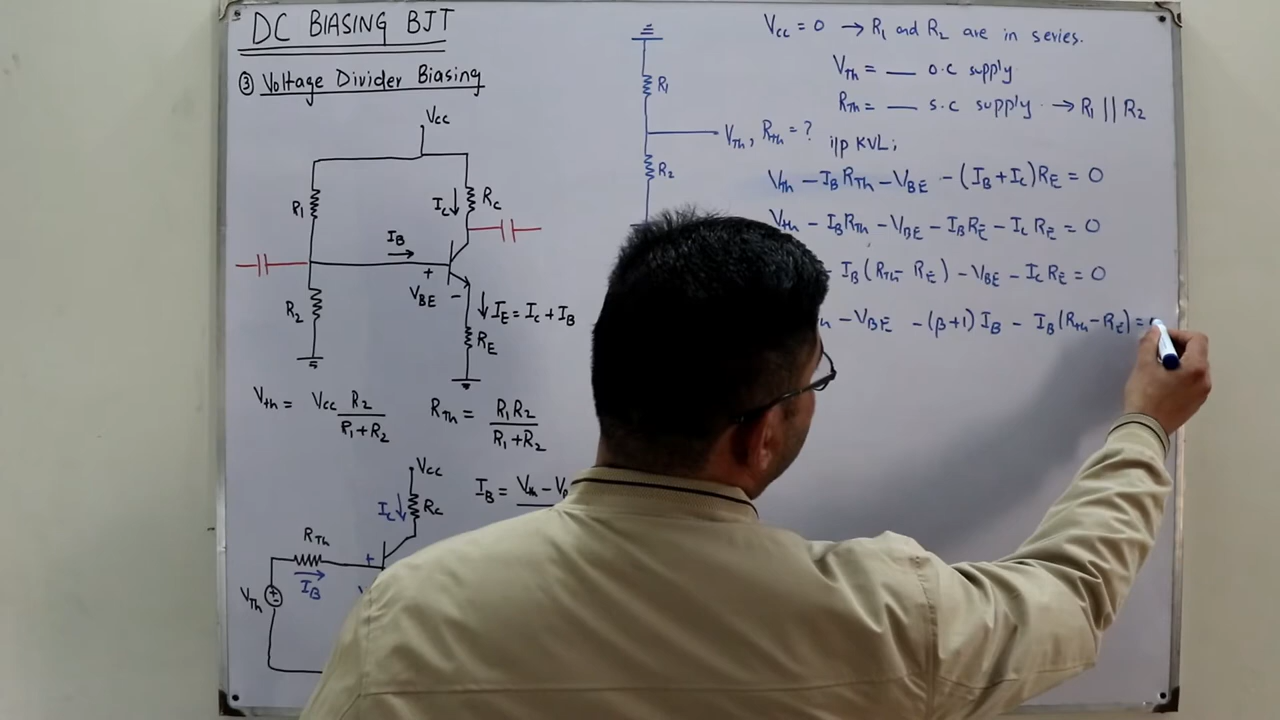 DC BIASING BJT
③ Voltage Divider Biasing
Vcc
R1
Ic
Rc
IB
+
VBE
−
R2
IE = Ic + IB
RE
Vth = Vcc R2 / R1 + R2
RTh = R1 R2 / R1 + R2
IB = Vth − V
Vcc
Ic
Rc
RTh
+
IB
VTh
R1
VTh, Rth = ?
R2
Vcc = 0 → R1 and R2 are in series.
VTh = __ o.c supply
RTh = __ s.c supply → R1 || R2
i/p KVL;
Vth − IB RTh − VBE − (IB + Ic) RE = 0
Vth − IB RTh − VBE − IB RE − Ic RE = 0
− IB (RTh − RE) − VBE − Ic RE = 0
− VBE − (β+1) IB − IB (Rth − RE) =